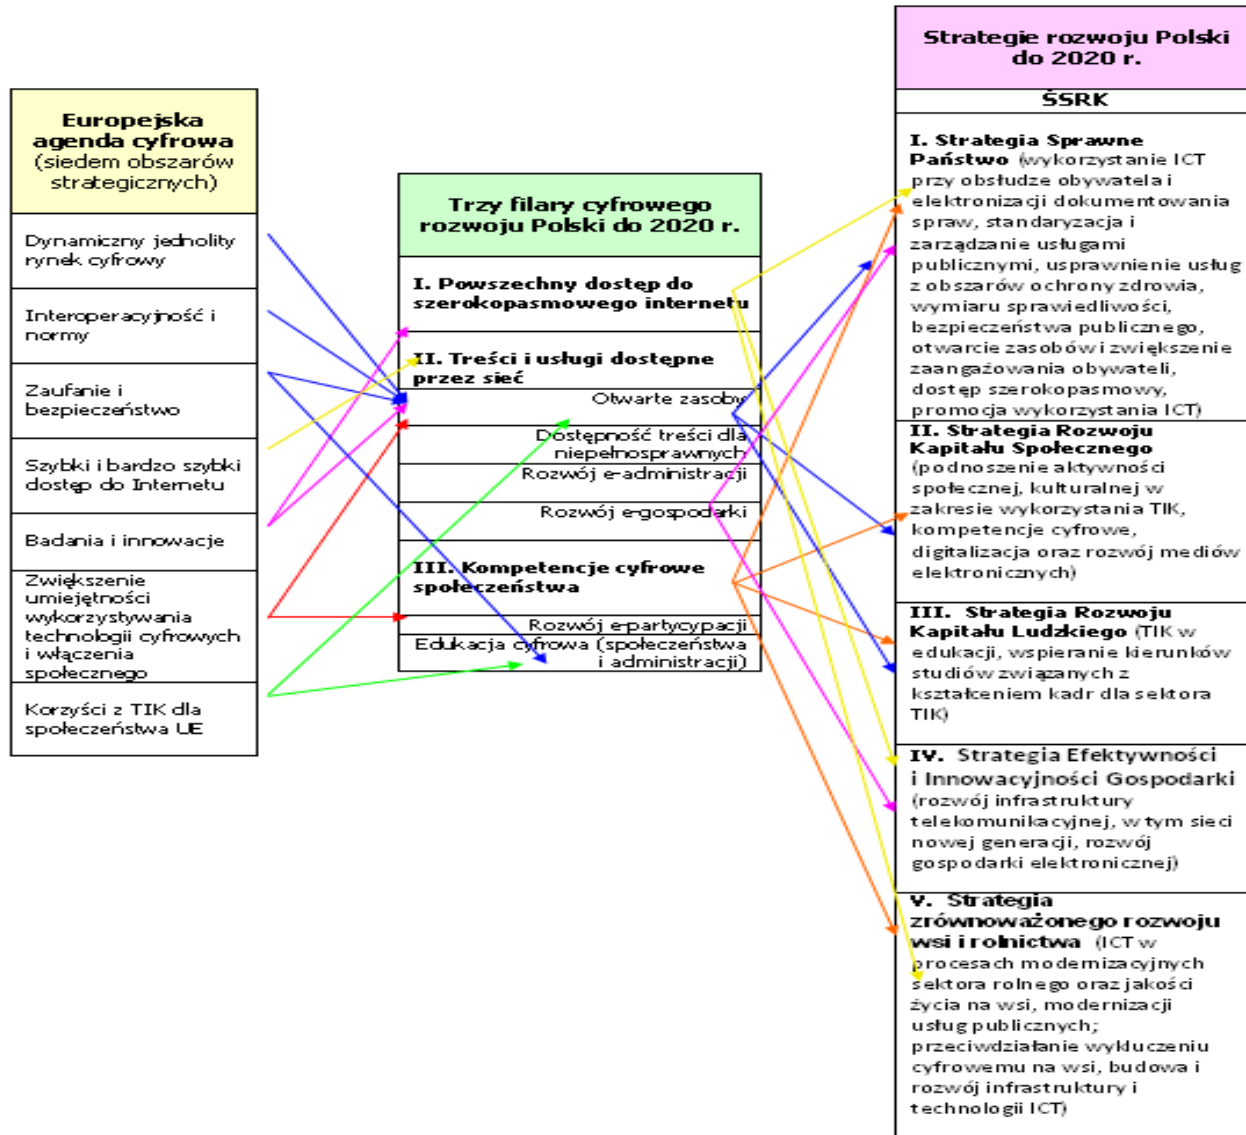 Europejska
agenda cyfrowa
(siedem obszarów
strategicznych)
Dynamiczny jednolity
rynek cyfrowy
Interoperacyjność i
normy
Zaufanie i
bezpieczeństwo
Szybki i bardzo szybki
dostęp do Internetu
Badania i innowacje
Zwiększenie
umiejętności
wykorzystywania
technologii cyfrowych
i włączenia
społecznego
Korzyści z TIK dla
społeczeństwa UE
Trzy filary cyfrowego
rozwoju Polski do 2020 r.
I. Powszechny dostęp do
szerokopasmowego internetu
II. Treści i usługi dostępne
przez sieć
Otwarte zasoby
Dostępność treści dla
niepełnosprawnych
Rozwój e-administracji
Rozwój e-gospodarki
III. Kompetencje cyfrowe
społeczeństwa
Rozwój e-partycypacji
Edukacja cyfrowa (społeczeństwa
i administracji)
Strategie rozwoju Polski
do 2020 r.
ŚSRK
I. Strategia Sprawne
Państwo (wykorzystanie ICT
przy obsłudze obywatela i
elektronizacji dokumentowania
spraw, standaryzacja i
zarządzanie usługami
publicznymi, usprawnienie usług
z obszarów ochrony zdrowia,
wymiaru sprawiedliwości,
bezpieczeństwa publicznego,
otwarcie zasobów i zwiększenie
zaangażowania obywateli,
dostęp szerokopasmowy,
promocja wykorzystania ICT)
II. Strategia Rozwoju
Kapitału Społecznego
(podnoszenie aktywności
społecznej, kulturalnej w
zakresie wykorzystania TIK,
kompetencje cyfrowe,
digitalizacja oraz rozwój mediów
elektronicznych)
III. Strategia Rozwoju
Kapitału Ludzkiego (TIK w
edukacji, wspieranie kierunków
studiów związanych z
kształceniem kadr dla sektora
TIK)
IV. Strategia Efektywności
i Innowacyjności Gospodarki
(rozwój infrastruktury
telekomunikacyjnej, w tym sieci
nowej generacji, rozwój
gospodarki elektronicznej)
V. Strategia
zrównoważonego rozwoju
wsi i rolnictwa (ICT w
procesach modernizacyjnych
sektora rolnego oraz jakości
życia na wsi, modernizacji
usług publicznych;
przeciwdziałanie wykluczeniu
cyfrowemu na wsi, budowa i
rozwój infrastruktury i
technologii ICT)